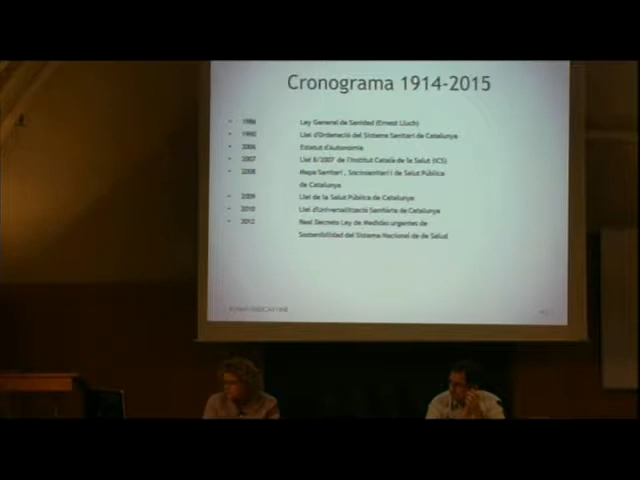 Cronograma 1914-2015
- 1986 Ley General de Sanidad (Ernest Lluch)
- 1990 Llei d'Ordenació del Sistema Sanitari de Catalunya
- 2006 Estatut d'Autonomia
- 2007 Llei 8/2007 de l'Institut Català de la Salut (ICS)
- 2008 Mapa Sanitari, Sociosanitari i de Salut Pública
de Catalunya
- 2009 Llei de la Salut Pública de Catalunya
- 2010 Llei d'Universalització Sanitària de Catalunya
- 2012 Real Decreto Ley de Medidas urgentes de
Sostenibilidad del Sistema Nacional de de Salud